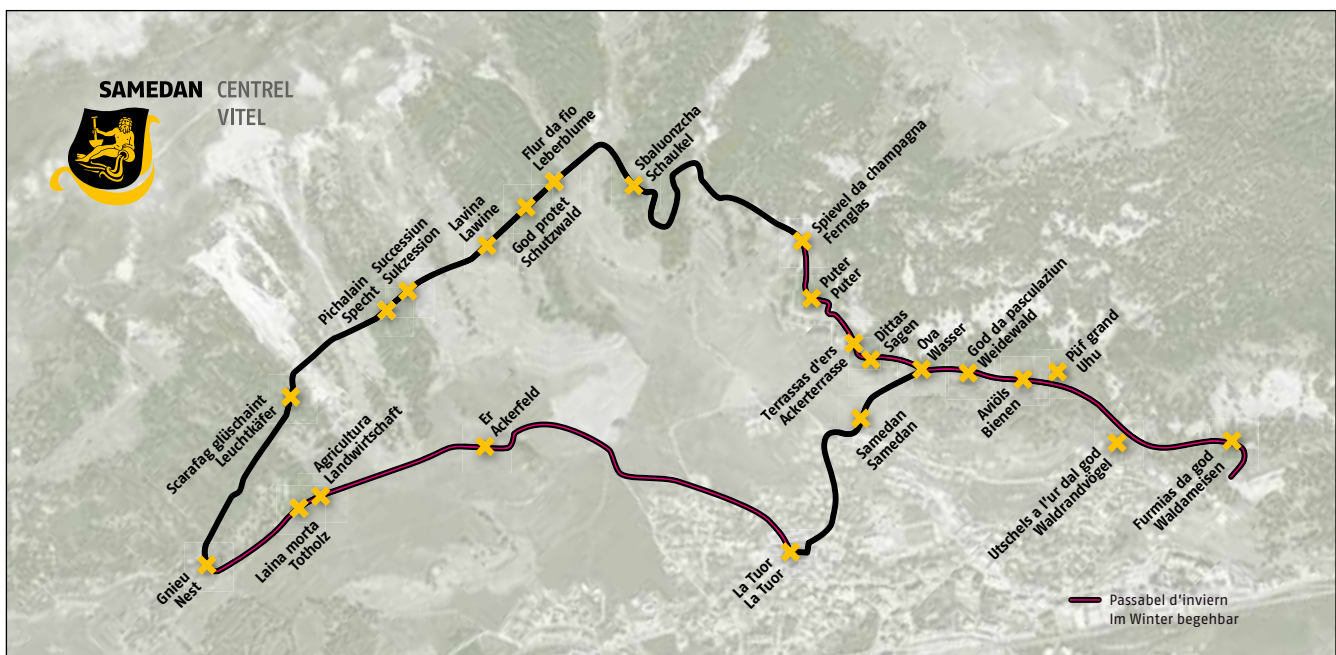 SAMEDAN CENTREL
VITEL
Flur da fio
Leberblume
Sbaluonzcha
Schaukel
Spievel da champagna
Fernglas
Lavina
Lawine
God protet
Schutzwald
Successiun
Sukzession
Pichalain
Specht
Puter
Puter
Dittas
Sagen
Ova
Wasser
God da pasculaziun
Weidewald
Püf grand
Uhu
Terrassas d'ers
Ackerterrasse
Aviöls
Bienen
Scarafag glüschaint
Leuchtkäfer
Agricultura
Landwirtschaft
Er
Ackerfeld
Samedan
Samedan
Utschels a l'ur dal god
Waldrandvögel
Furmias da god
Waldameisen
Laina morta
Totholz
Gnieu
Nest
La Tuor
La Tuor
Passabel d'inviern
Im Winter begehbar